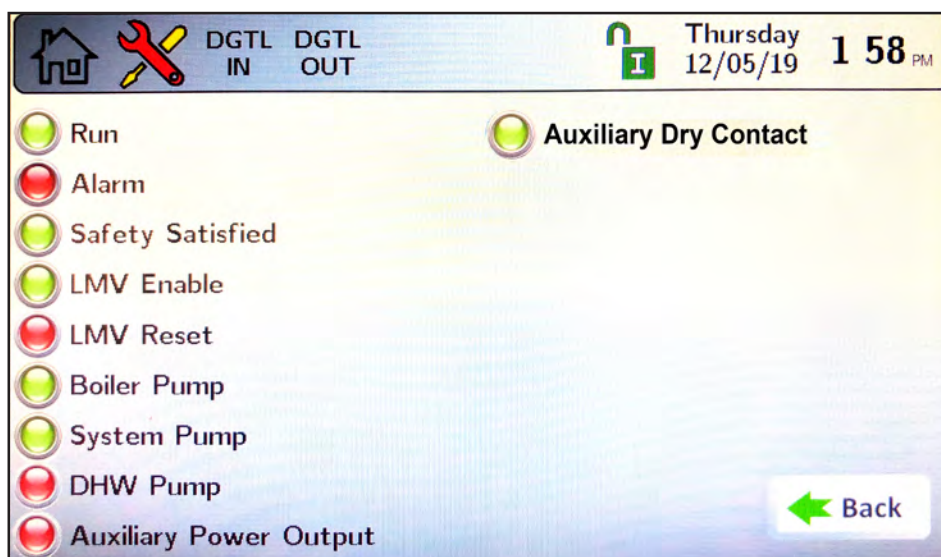 DGTL IN
DGTL OUT
I
Thursday
12/05/19
1 58 PM
Run
Alarm
Safety Satisfied
LMV Enable
LMV Reset
Boiler Pump
System Pump
DHW Pump
Auxiliary Power Output
Auxiliary Dry Contact
Back